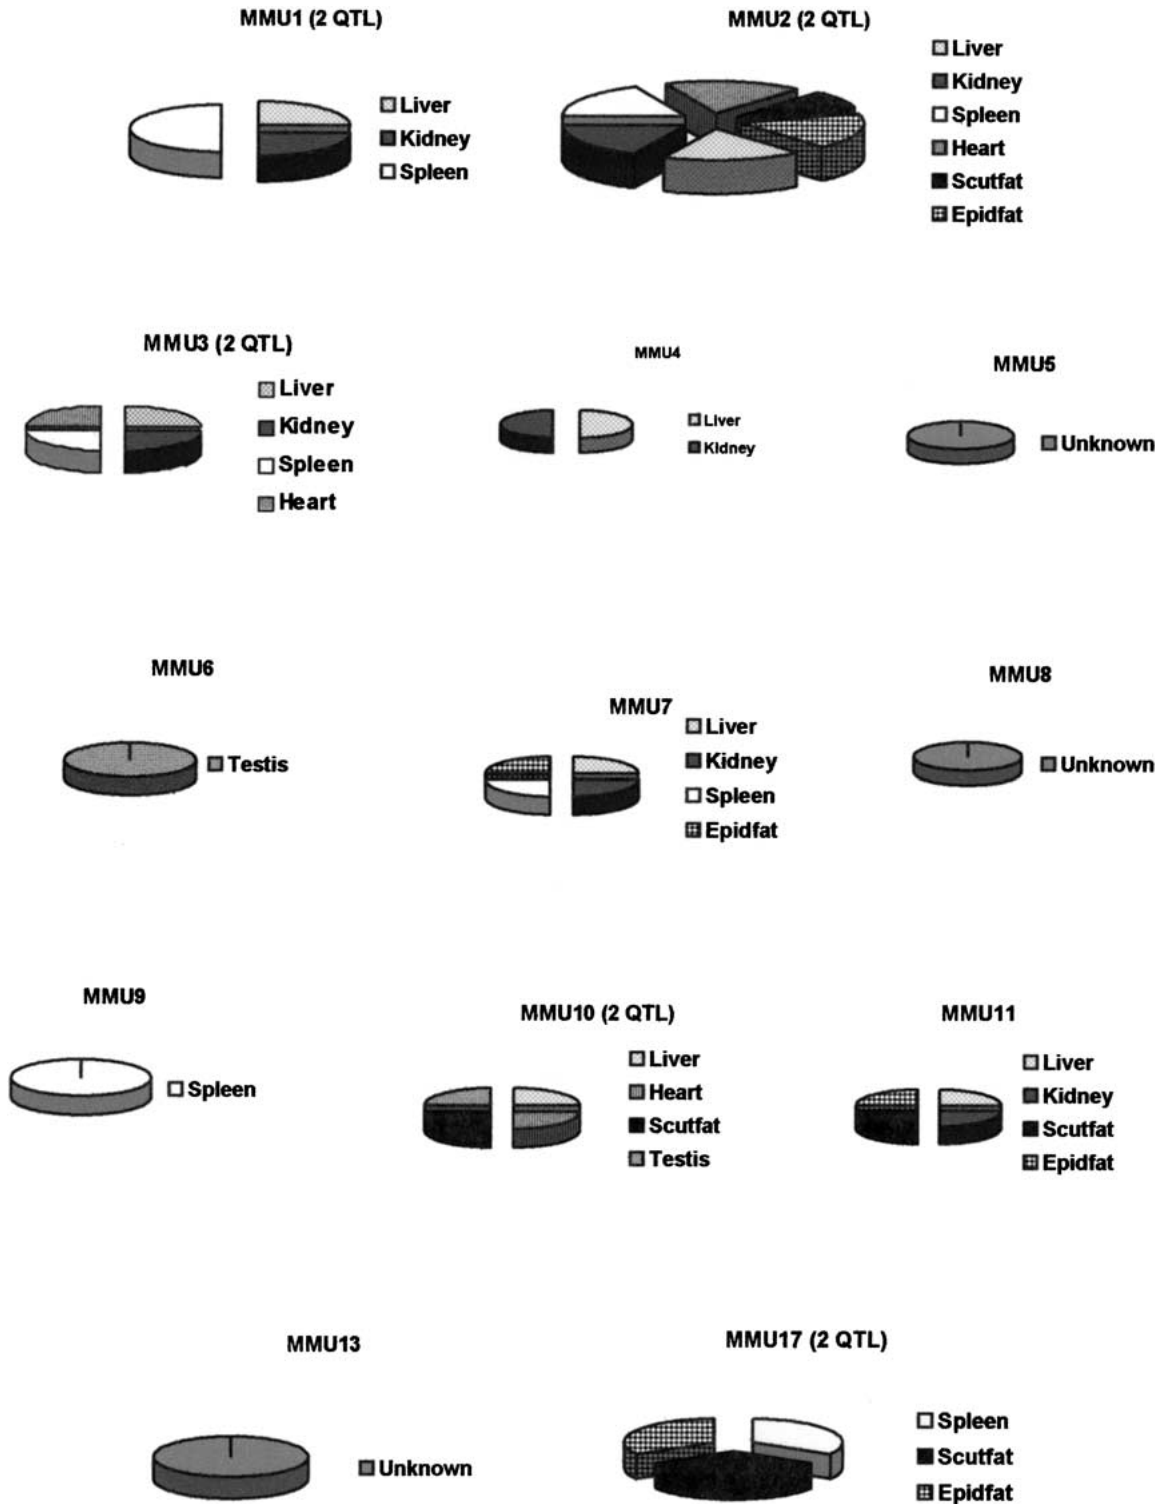 MMU1 (2 QTL)
Liver
Kidney
Spleen
MMU2 (2 QTL)
Liver
Kidney
Spleen
Heart
Scutfat
Epidfat
MMU3 (2 QTL)
Liver
Kidney
Spleen
Heart
MMU4
Liver
Kidney
MMU5
Unknown
MMU6
Testis
MMU7
Liver
Kidney
Spleen
Epidfat
MMU8
Unknown
MMU9
Spleen
MMU10 (2 QTL)
Liver
Heart
Scutfat
Testis
MMU11
Liver
Kidney
Scutfat
Epidfat
MMU13
Unknown
MMU17 (2 QTL)
Spleen
Scutfat
Epidfat